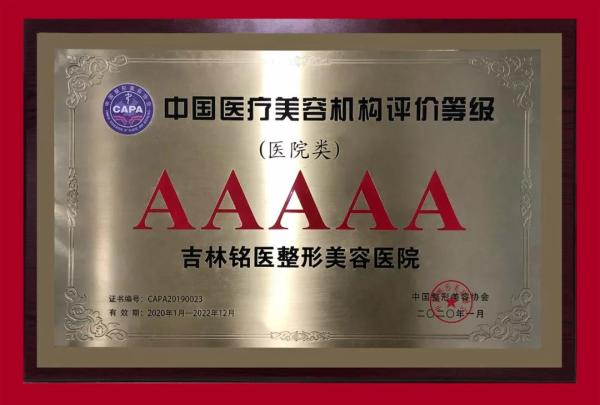 CAPA
中国医疗美容机构评价等级
(医院类)
AAAAA
吉林铭医整形美容医院
证书编号：CAPA20190023
有 效 期：2020年1月—2022年12月
中国整形美容协会
二〇二〇年一月